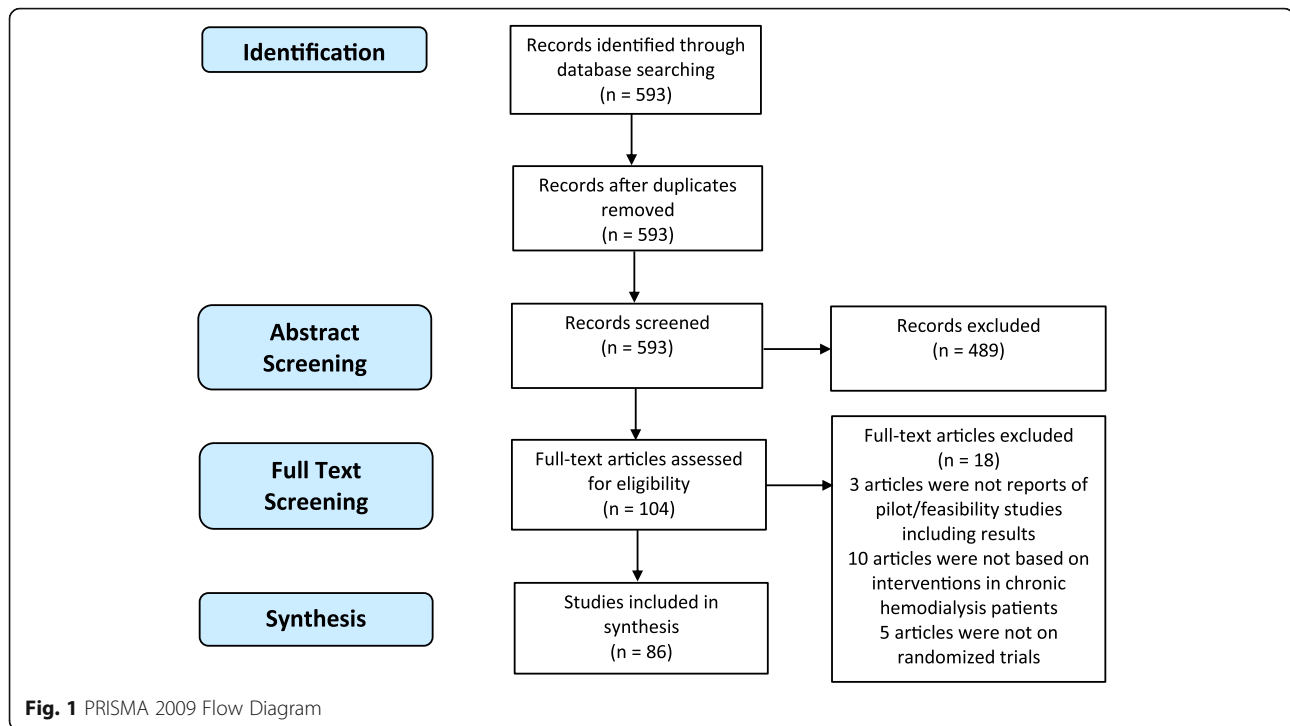 Identification
Records identified through
database searching
(n = 593)
Records after duplicates
removed
(n = 593)
Abstract
Screening
Records screened
(n = 593)
Records excluded
(n = 489)
Full Text
Screening
Full-text articles assessed
for eligibility
(n = 104)
Full-text articles excluded
(n = 18)
3 articles were not reports of
pilot/feasibility studies
including results
10 articles were not based on
interventions in chronic
hemodialysis patients
5 articles were not on
randomized trials
Synthesis
Studies included in
synthesis
(n = 86)
Fig. 1 PRISMA 2009 Flow Diagram